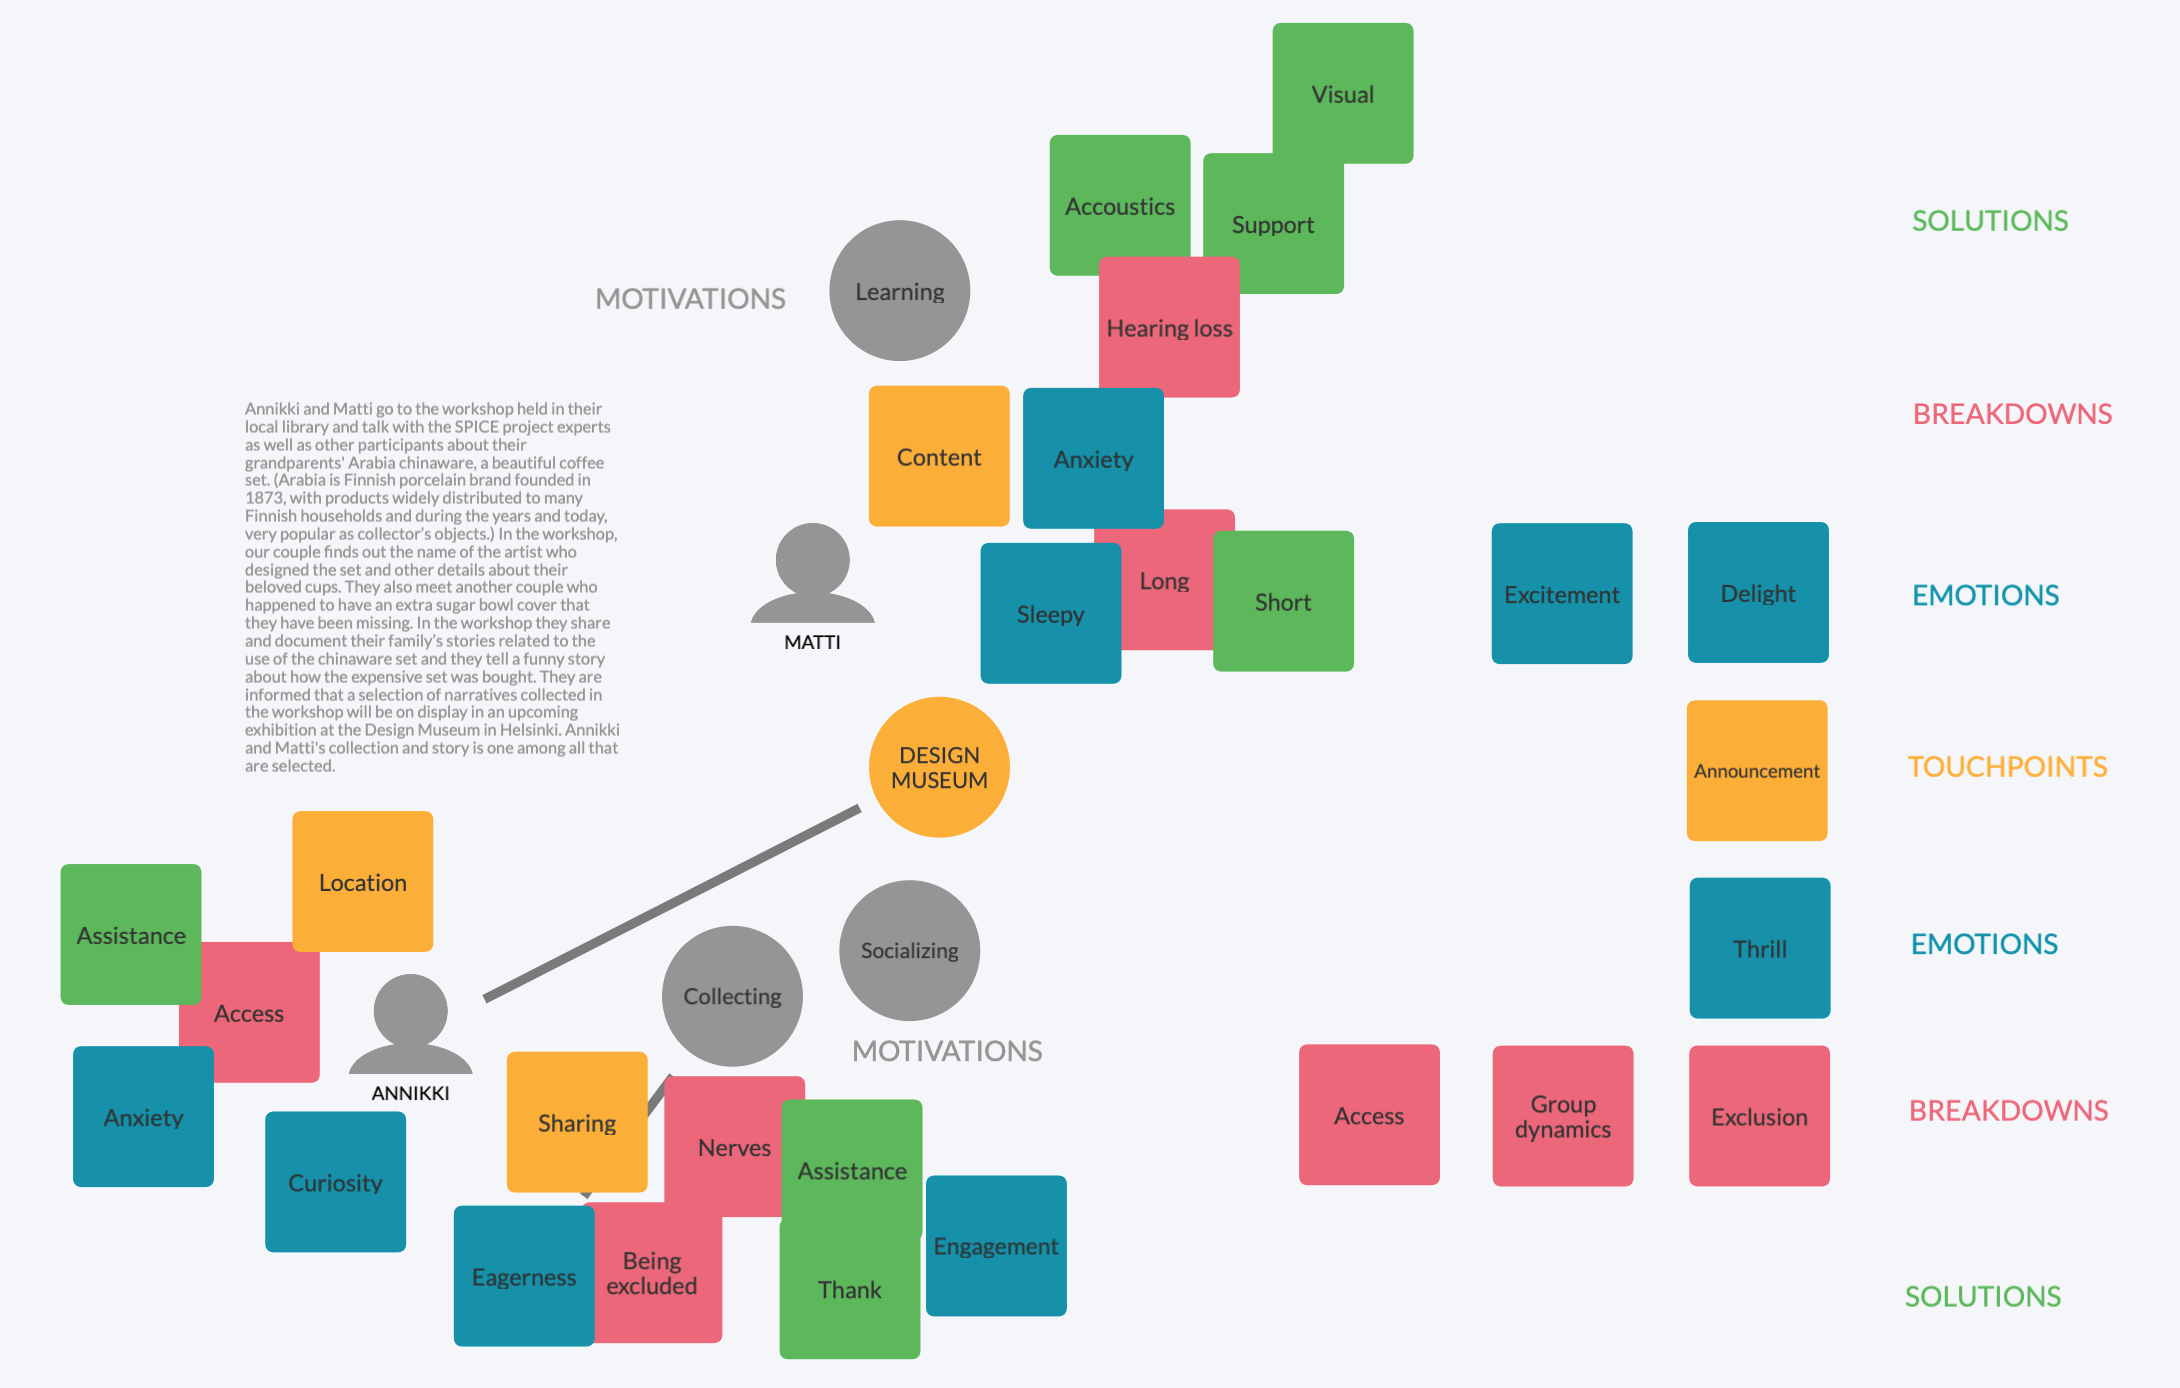 Visual
Accoustics
Support
SOLUTIONS
MOTIVATIONS
Learning
Hearing loss
BREAKDOWNS
Content
Anxiety
Annikki and Matti go to the workshop held in their
local library and talk with the SPICE project experts
as well as other participants about their
grandparents' Arabia chinaware, a beautiful coffee
set. (Arabia is Finnish porcelain brand founded in
1873, with products widely distributed to many
Finnish households and during the years and today,
very popular as collector's objects.) In the workshop,
our couple finds out the name of the artist who
designed the set and other details about their
beloved cups. They also meet another couple who
happened to have an extra sugar bowl cover that
they have been missing. In the workshop they share
and document their family's stories related to the
use of the chinaware set and they tell a funny story
about how the expensive set was bought. They are
informed that a selection of narratives collected in
the workshop will be on display in an upcoming
exhibition at the Design Museum in Helsinki. Annikki
and Matti's collection and story is one among all that
are selected.
MATTI
Sleepy
Long
Short
Excitement
Delight
EMOTIONS
DESIGN
MUSEUM
Announcement
TOUCHPOINTS
Location
Assistance
Access
Anxiety
ANNIKKI
Curiosity
Collecting
Socializing
MOTIVATIONS
Thrill
EMOTIONS
Sharing
Nerves
Assistance
Eagerness
Being
excluded
Thank
Engagement
Access
Group
dynamics
Exclusion
BREAKDOWNS
SOLUTIONS